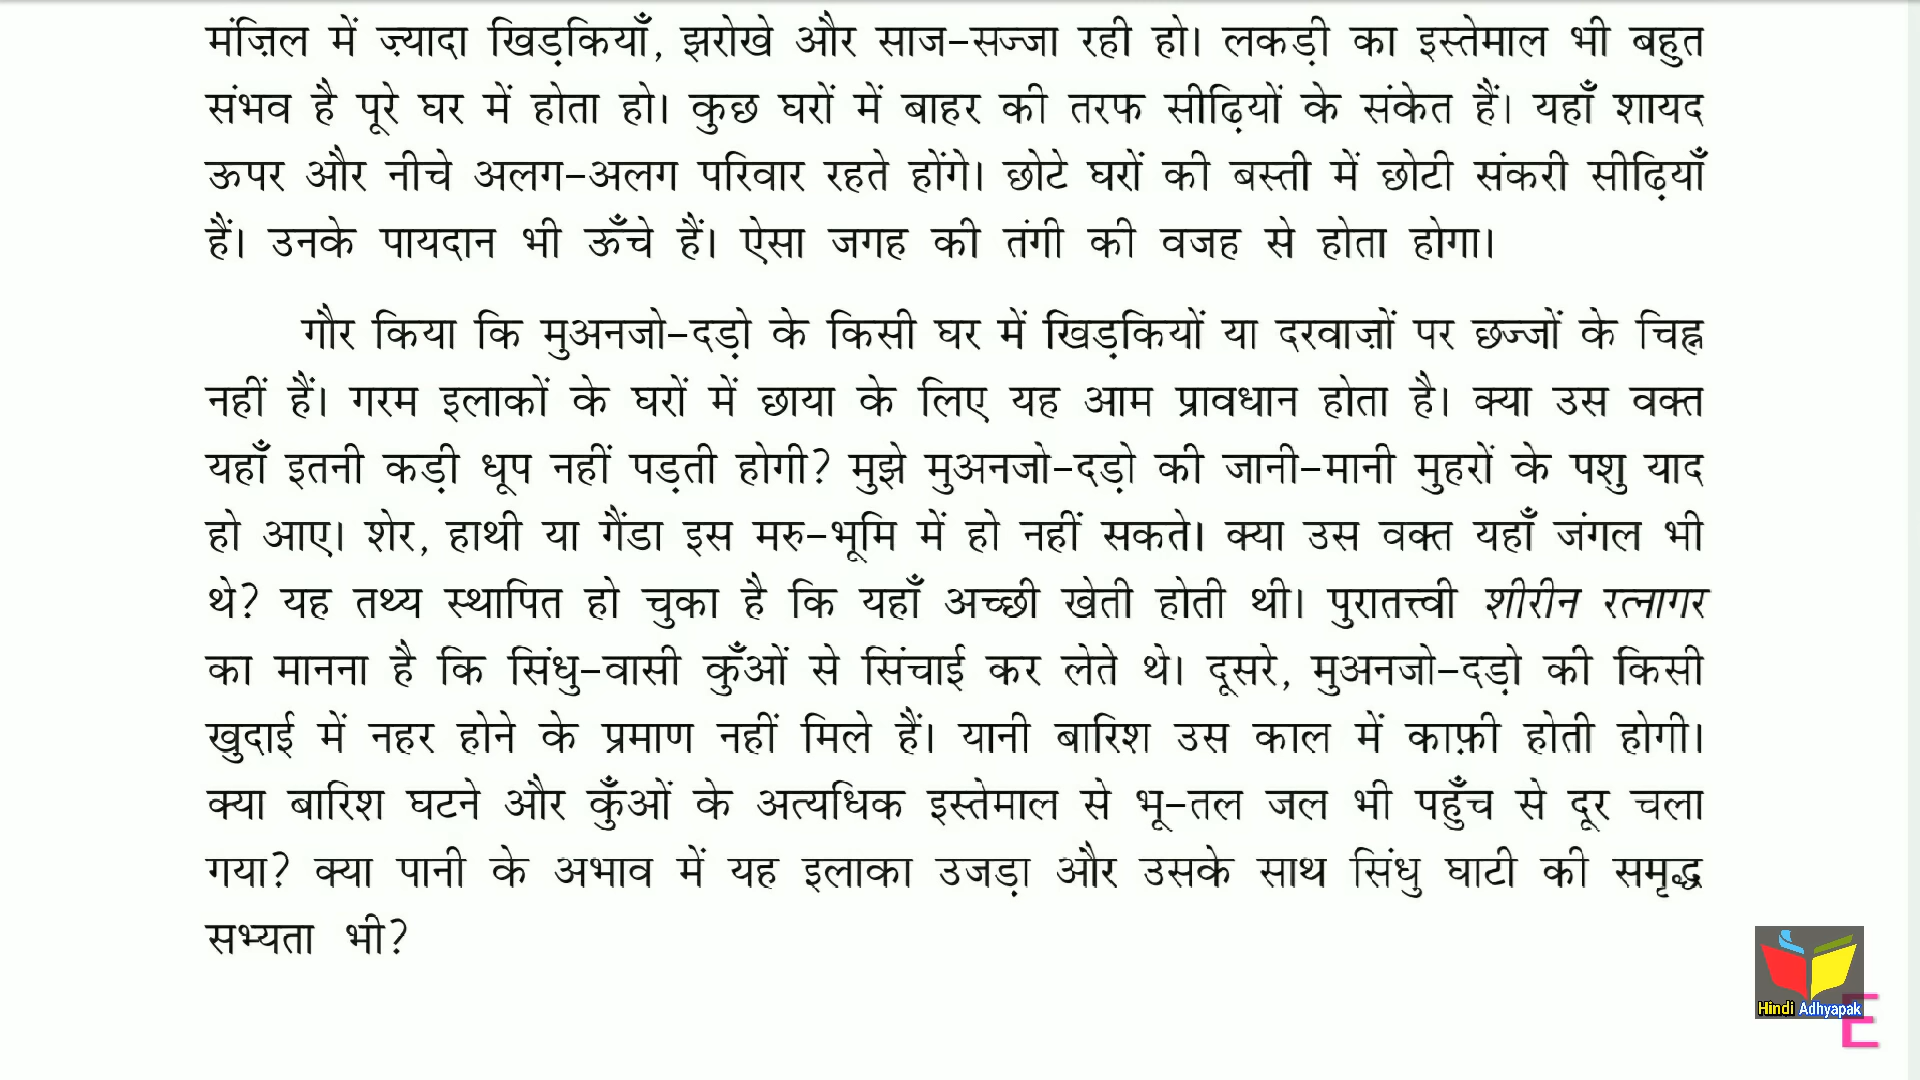 मंज़िल में ज़्यादा खिड़कियाँ, झरोखे और साज-सज्जा रही हो। लकड़ी का इस्तेमाल भी बहुत
संभव है पूरे घर में होता हो। कुछ घरों में बाहर की तरफ सीढ़ियों के संकेत हैं। यहाँ शायद
ऊपर और नीचे अलग-अलग परिवार रहते होंगे। छोटे घरों की बस्ती में छोटी संकरी सीढ़ियाँ
हैं। उनके पायदान भी ऊँचे हैं। ऐसा जगह की तंगी की वजह से होता होगा।
गौर किया कि मुअनजो-दड़ो के किसी घर में खिड़कियों या दरवाज़ों पर छज्जों के चिह्न
नहीं हैं। गरम इलाकों के घरों में छाया के लिए यह आम प्रावधान होता है। क्या उस वक्त
यहाँ इतनी कड़ी धूप नहीं पड़ती होगी? मुझे मुअनजो-दड़ो की जानी-मानी मुहरों के पशु याद
हो आए। शेर, हाथी या गैंडा इस मरु-भूमि में हो नहीं सकते। क्या उस वक्त यहाँ जंगल भी
थे? यह तथ्य स्थापित हो चुका है कि यहाँ अच्छी खेती होती थी। पुरातत्त्वी शीरीन रत्नागर
का मानना है कि सिंधु-वासी कुँओं से सिंचाई कर लेते थे। दूसरे, मुअनजो-दड़ो की किसी
खुदाई में नहर होने के प्रमाण नहीं मिले हैं। यानी बारिश उस काल में काफ़ी होती होगी।
क्या बारिश घटने और कुँओं के अत्यधिक इस्तेमाल से भू-तल जल भी पहुँच से दूर चला
गया? क्या पानी के अभाव में यह इलाका उजड़ा और उसके साथ सिंधु घाटी की समृद्ध
सभ्यता भी?
Hindi Adhyapak
E